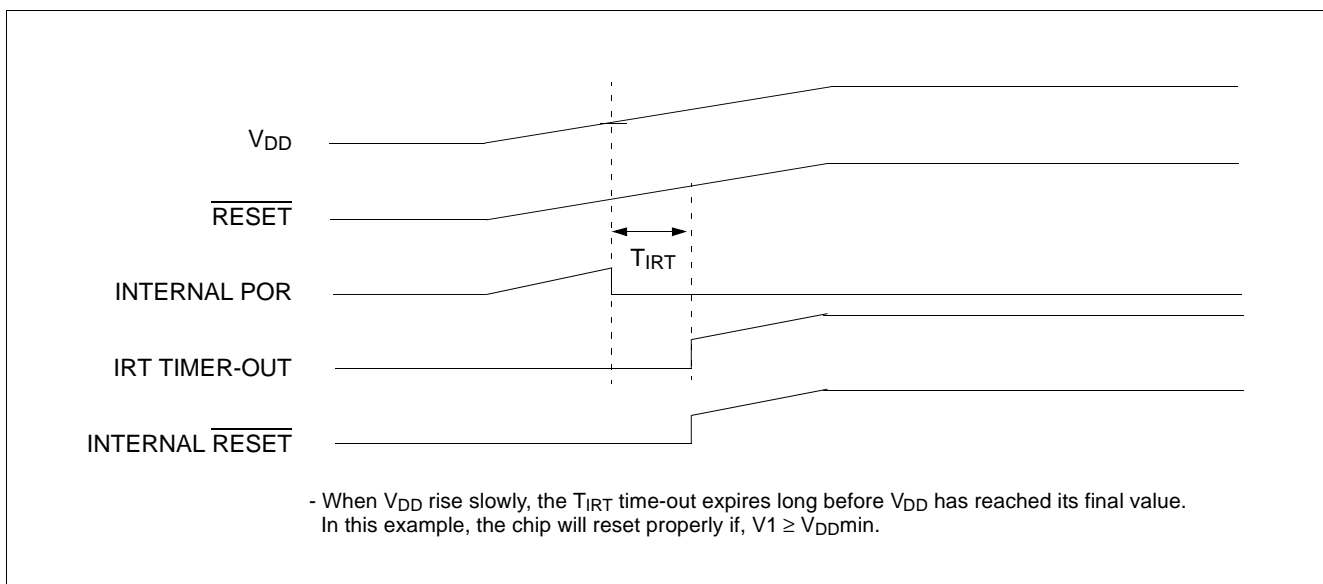 VDD
RESET
TIRT
INTERNAL POR
IRT TIMER-OUT
INTERNAL RESET
- When VDD rise slowly, the TIRT time-out expires long before VDD has reached its final value.
In this example, the chip will reset properly if, V1 ≥ VDDmin.